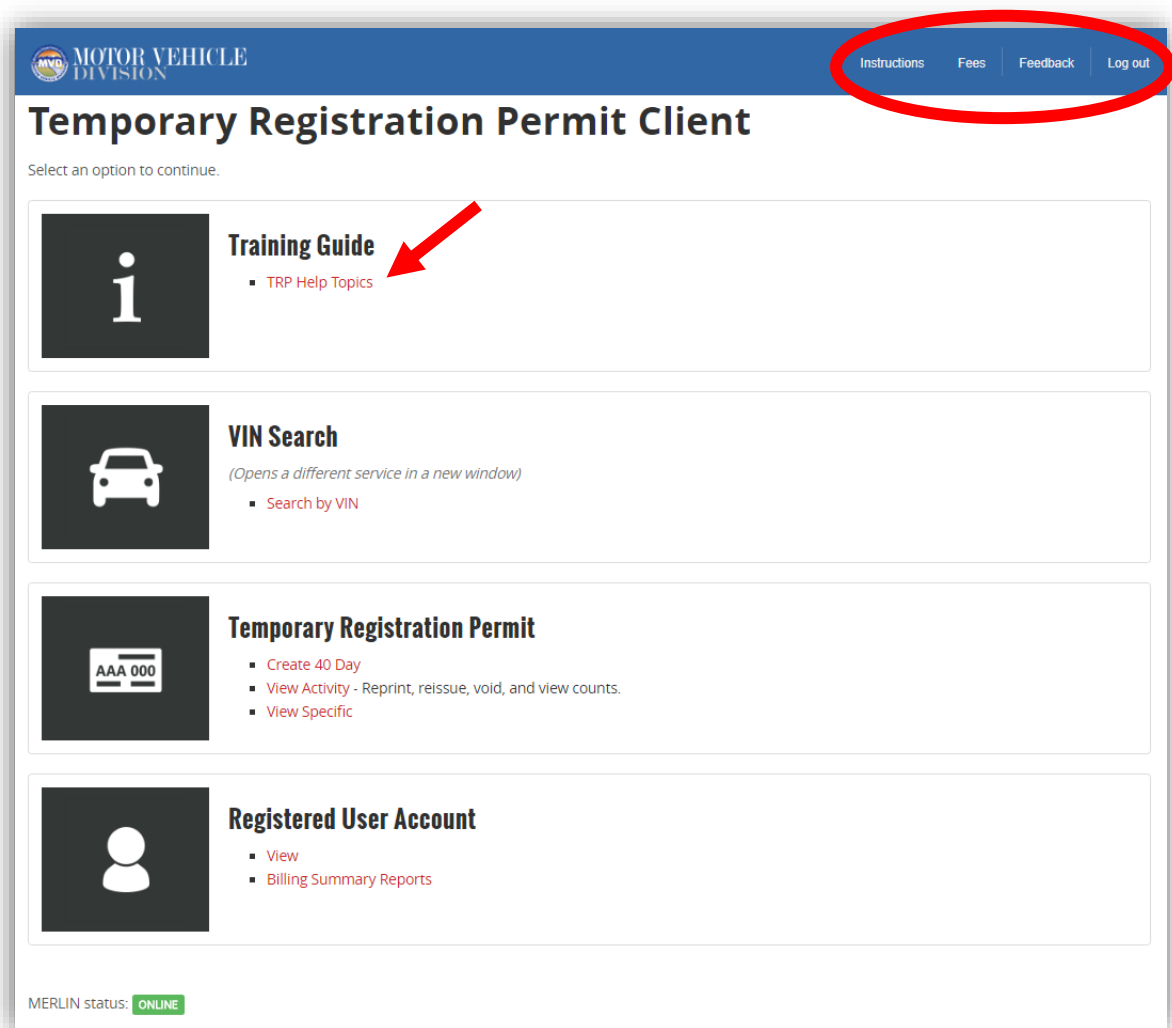 MVD MOTOR VEHICLE
DIVISION
Instructions Fees Feedback Log out
Temporary Registration Permit Client
Select an option to continue.
Training Guide
TRP Help Topics
VIN Search
(Opens a different service in a new window)
Search by VIN
AAA 000
Temporary Registration Permit
Create 40 Day
View Activity - Reprint, reissue, void, and view counts.
View Specific
Registered User Account
View
Billing Summary Reports
MERLIN status: ONLINE